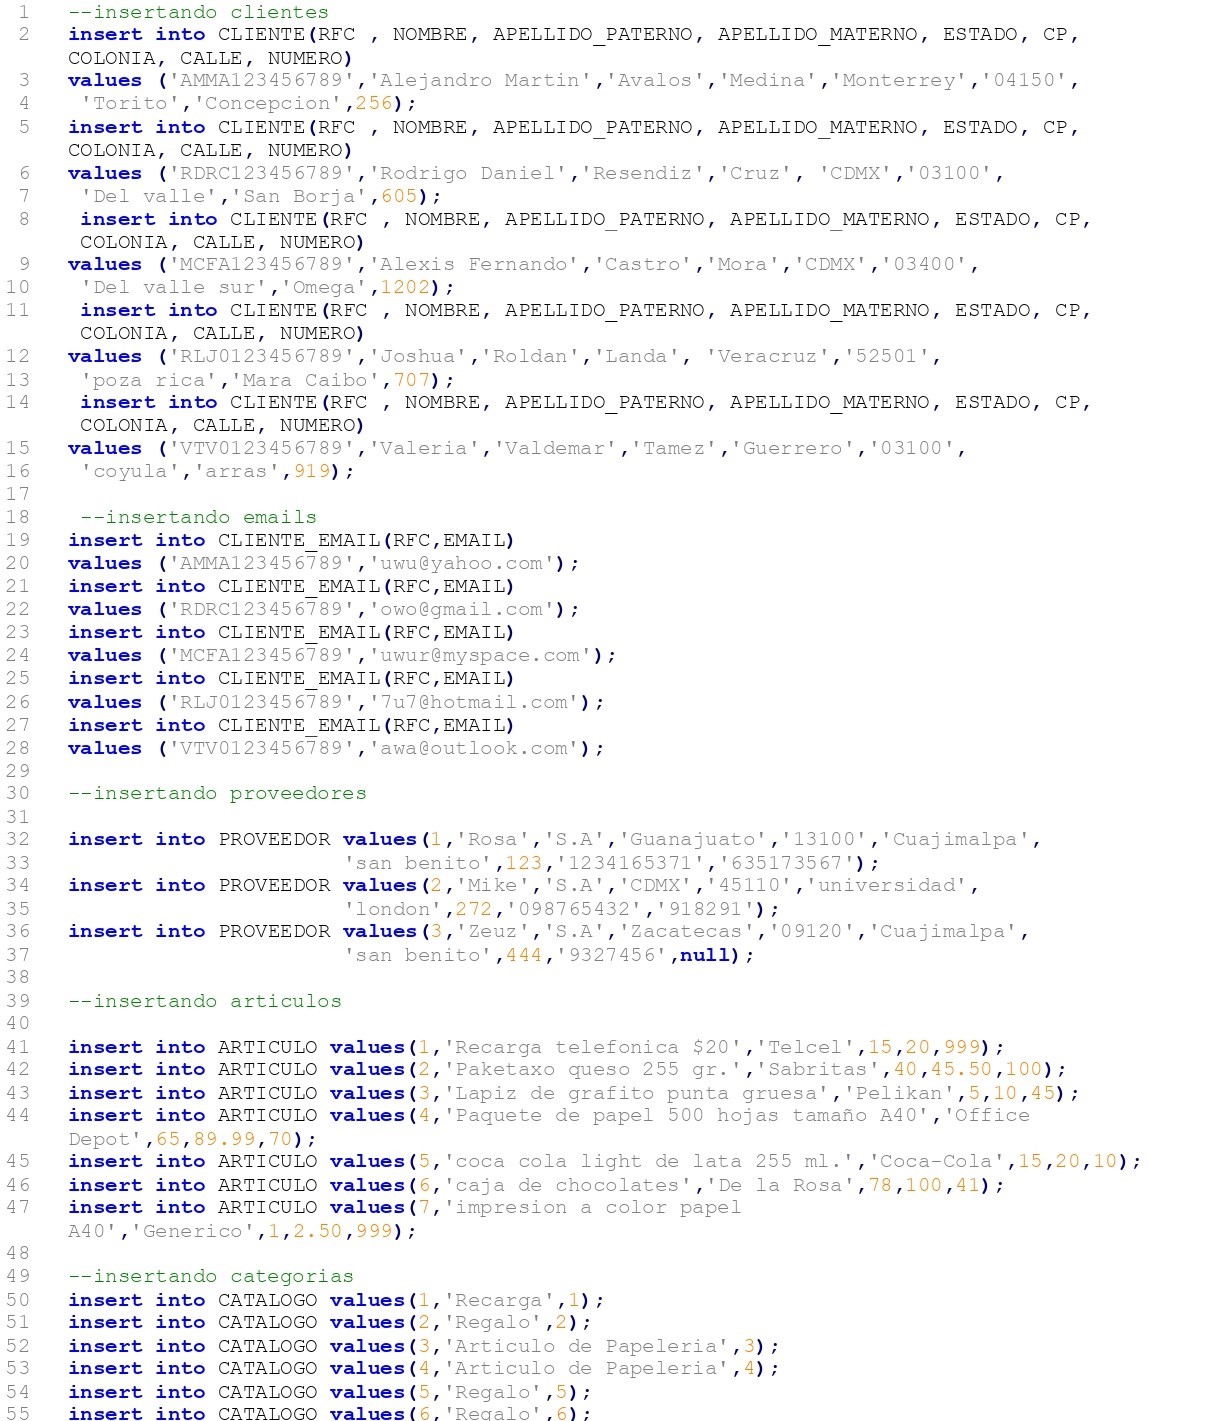 1 --insertando clientes
2 insert into CLIENTE(RFC , NOMBRE, APELLIDO_PATERNO, APELLIDO_MATERNO, ESTADO, CP,
COLONIA, CALLE, NUMERO)
3 values ('AMMA123456789','Alejandro Martin','Avalos','Medina','Monterrey','04150',
4 'Torito','Concepcion',256);
5 insert into CLIENTE(RFC , NOMBRE, APELLIDO_PATERNO, APELLIDO_MATERNO, ESTADO, CP,
COLONIA, CALLE, NUMERO)
6 values ('RDRC123456789','Rodrigo Daniel','Resendiz','Cruz', 'CDMX','03100',
7 'Del valle','San Borja',605);
8 insert into CLIENTE(RFC , NOMBRE, APELLIDO_PATERNO, APELLIDO_MATERNO, ESTADO, CP,
COLONIA, CALLE, NUMERO)
9 values ('MCFA123456789','Alexis Fernando','Castro','Mora','CDMX','03400',
10 'Del valle sur','Omega',1202);
11 insert into CLIENTE(RFC , NOMBRE, APELLIDO_PATERNO, APELLIDO_MATERNO, ESTADO, CP,
COLONIA, CALLE, NUMERO)
12 values ('RLJ0123456789','Joshua','Roldan','Landa', 'Veracruz','52501',
13 'poza rica','Mara Caibo',707);
14 insert into CLIENTE(RFC , NOMBRE, APELLIDO_PATERNO, APELLIDO_MATERNO, ESTADO, CP,
COLONIA, CALLE, NUMERO)
15 values ('VTV0123456789','Valeria','Valdemar','Tamez','Guerrero','03100',
16 'coyula','arras',919);
17
18 --insertando emails
19 insert into CLIENTE_EMAIL(RFC,EMAIL)
20 values ('AMMA123456789','uwu@yahoo.com');
21 insert into CLIENTE_EMAIL(RFC,EMAIL)
22 values ('RDRC123456789','owo@gmail.com');
23 insert into CLIENTE_EMAIL(RFC,EMAIL)
24 values ('MCFA123456789','uwur@myspace.com');
25 insert into CLIENTE_EMAIL(RFC,EMAIL)
26 values ('RLJ0123456789','7u7@hotmail.com');
27 insert into CLIENTE_EMAIL(RFC,EMAIL)
28 values ('VTV0123456789','awa@outlook.com');
29
30 --insertando proveedores
31
32 insert into PROVEEDOR values(1,'Rosa','S.A','Guanajuato','13100','Cuajimalpa',
33 'san benito',123,'1234165371','635173567');
34 insert into PROVEEDOR values(2,'Mike','S.A','CDMX','45110','universidad',
35 'london',272,'098765432','918291');
36 insert into PROVEEDOR values(3,'Zeuz','S.A','Zacatecas','09120','Cuajimalpa',
37 'san benito',444,'9327456',null);
38
39 --insertando articulos
40
41 insert into ARTICULO values(1,'Recarga telefonica $20','Telcel',15,20,999);
42 insert into ARTICULO values(2,'Paketaxo queso 255 gr.','Sabritas',40,45.50,100);
43 insert into ARTICULO values(3,'Lapiz de grafito punta gruesa','Pelikan',5,10,45);
44 insert into ARTICULO values(4,'Paquete de papel 500 hojas tamaño A40','Office
Depot',65,89.99,70);
45 insert into ARTICULO values(5,'coca cola light de lata 255 ml.','Coca-Cola',15,20,10);
46 insert into ARTICULO values(6,'caja de chocolates','De la Rosa',78,100,41);
47 insert into ARTICULO values(7,'impresion a color papel
A40','Generico',1,2.50,999);
48
49 --insertando categorias
50 insert into CATALOGO values(1,'Recarga',1);
51 insert into CATALOGO values(2,'Regalo',2);
52 insert into CATALOGO values(3,'Articulo de Papeleria',3);
53 insert into CATALOGO values(4,'Articulo de Papeleria',4);
54 insert into CATALOGO values(5,'Regalo',5);
55 insert into CATALOGO values(6,'Regalo',6);